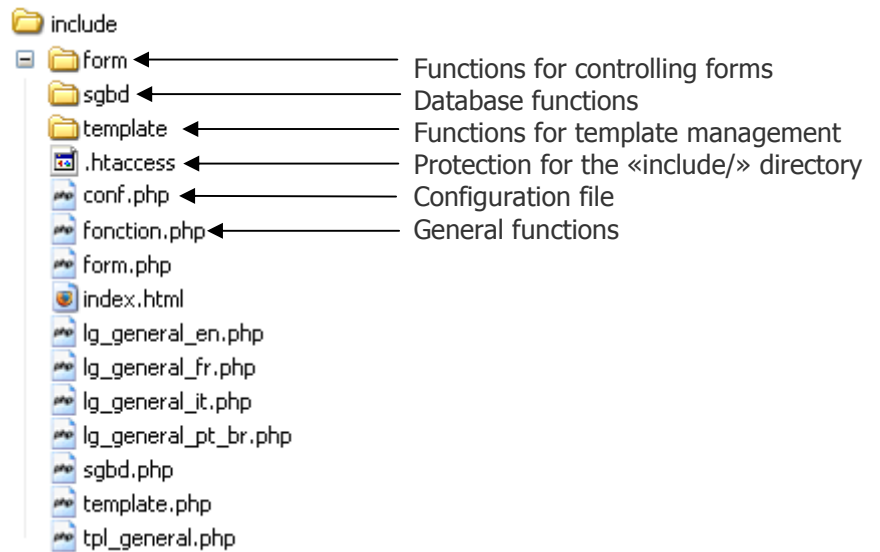 include
form Functions for controlling forms
sgbd Database functions
template Functions for template management
.htaccess Protection for the «include/» directory
conf.php Configuration file
fonction.php General functions
form.php
index.html
lg_general_en.php
lg_general_fr.php
lg_general_it.php
lg_general_pt_br.php
sgbd.php
template.php
tpl_general.php